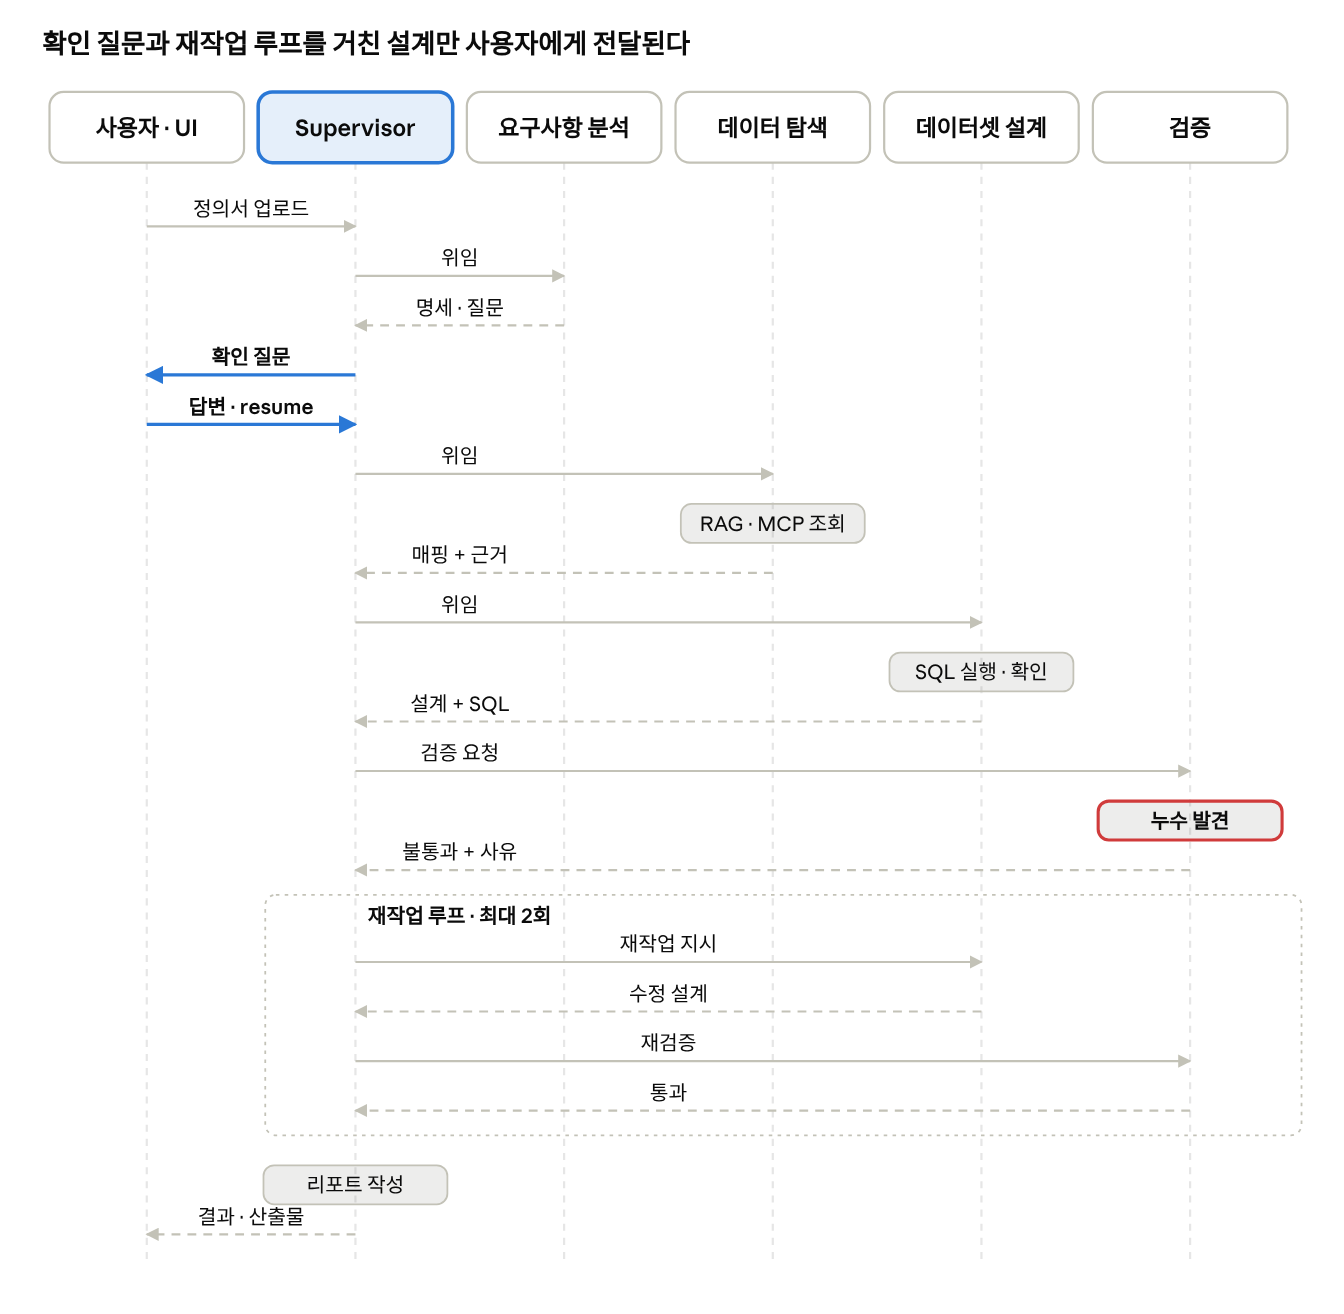 확인 질문과 재작업 루프를 거친 설계만 사용자에게 전달된다
사용자 · UI
Supervisor
요구사항 분석
데이터 탐색
데이터셋 설계
검증
정의서 업로드
위임
명세 · 질문
확인 질문
답변 · resume
위임
RAG · MCP 조회
매핑 + 근거
위임
SQL 실행 · 확인
설계 + SQL
검증 요청
누수 발견
불통과 + 사유
재작업 루프 · 최대 2회
재작업 지시
수정 설계
재검증
통과
리포트 작성
결과 · 산출물